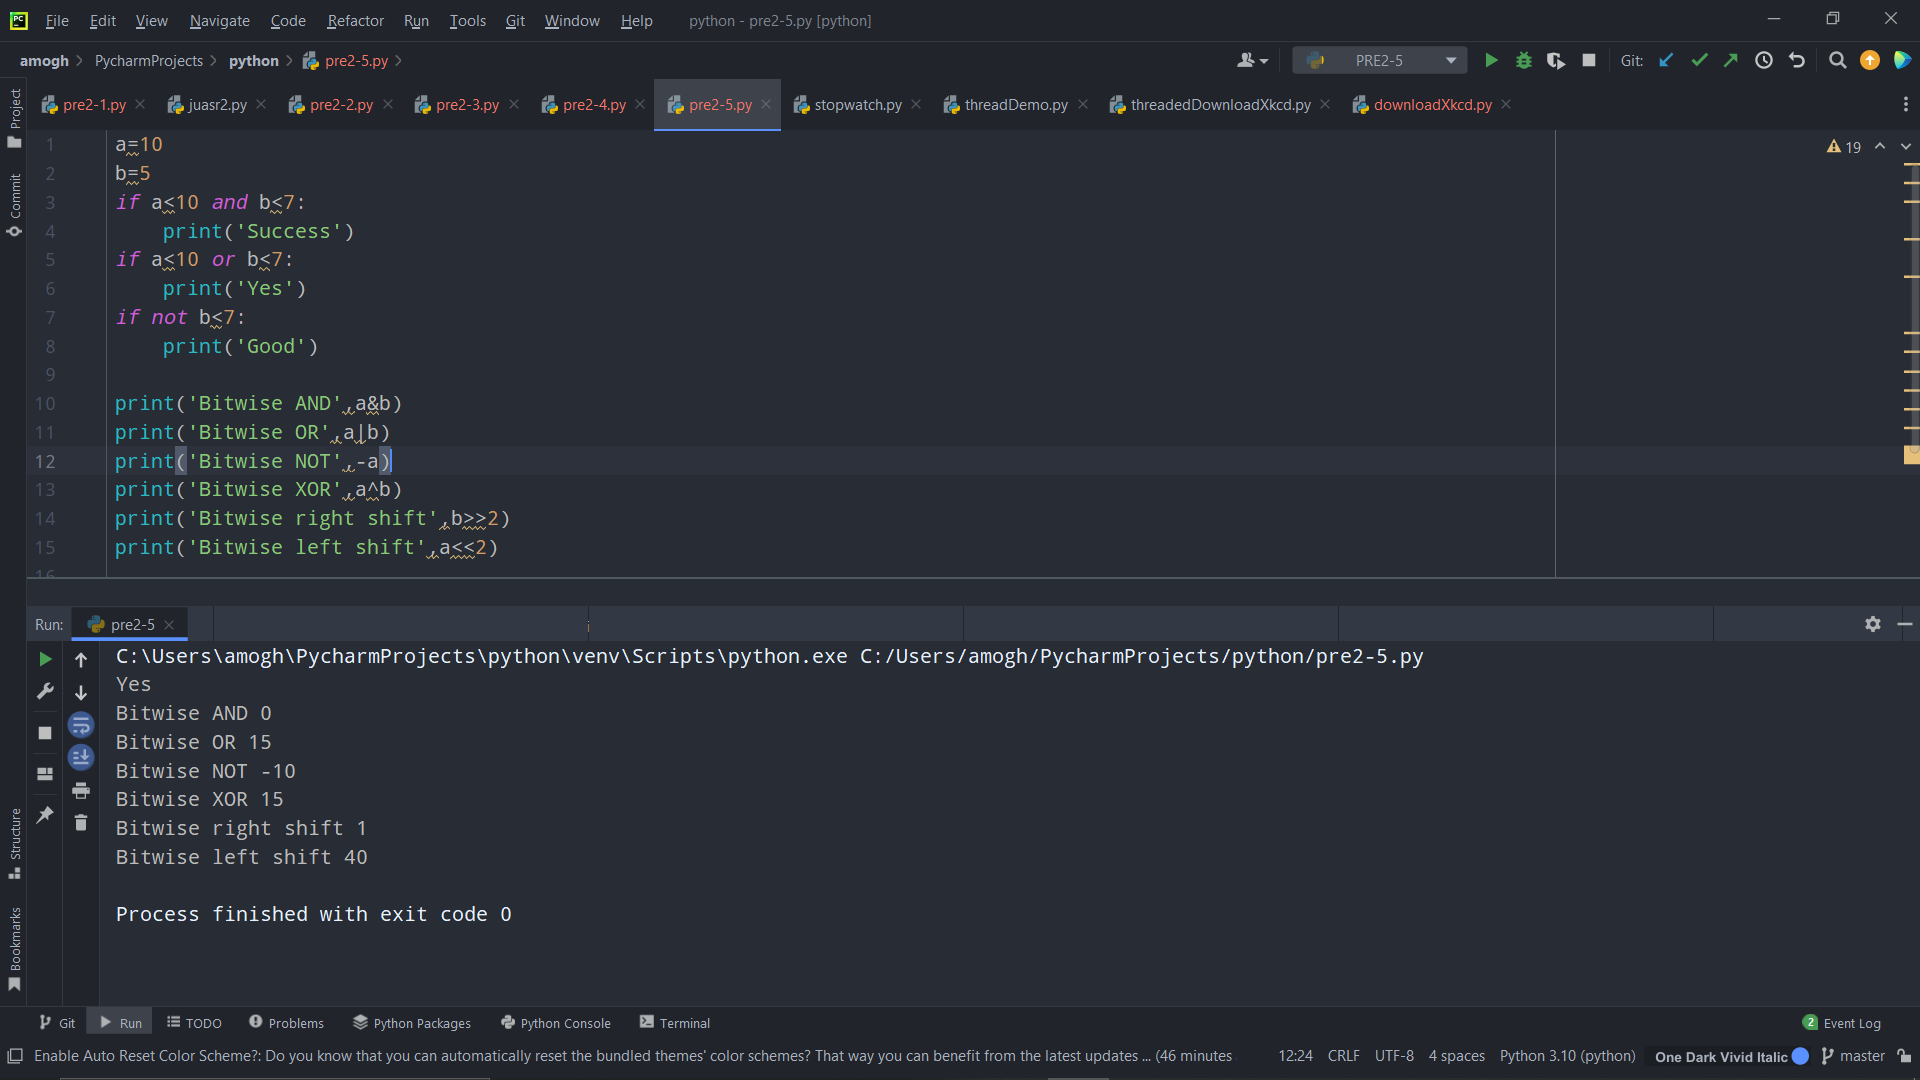 File Edit View Navigate Code Refactor Run Tools Git Window Help python - pre2-5.py [python]
amogh PycharmProjects python pre2-5.py PRE2-5 Git:
pre2-1.py juasr2.py pre2-2.py pre2-3.py pre2-4.py pre2-5.py stopwatch.py threadDemo.py threadedDownloadXkcd.py downloadXkcd.py
Project
Commit
Structure
Bookmarks
19
1 a=10
2 b=5
3 if a<10 and b<7:
4 print('Success')
5 if a<10 or b<7:
6 print('Yes')
7 if not b<7:
8 print('Good')
9
10 print('Bitwise AND',a&b)
11 print('Bitwise OR',a|b)
12 print('Bitwise NOT',-a)
13 print('Bitwise XOR',a^b)
14 print('Bitwise right shift',b>>2)
15 print('Bitwise left shift',a<<2)
16
Run: pre2-5
C:\Users\amogh\PycharmProjects\python\venv\Scripts\python.exe C:/Users/amogh/PycharmProjects/python/pre2-5.py
Yes
Bitwise AND 0
Bitwise OR 15
Bitwise NOT -10
Bitwise XOR 15
Bitwise right shift 1
Bitwise left shift 40
Process finished with exit code 0
Git Run TODO Problems Python Packages Python Console Terminal 2 Event Log
Enable Auto Reset Color Scheme?: Do you know that you can automatically reset the bundled themes' color schemes? That way you can benefit from the latest updates ... (46 minutes 12:24 CRLF UTF-8 4 spaces Python 3.10 (python) One Dark Vivid Italic master